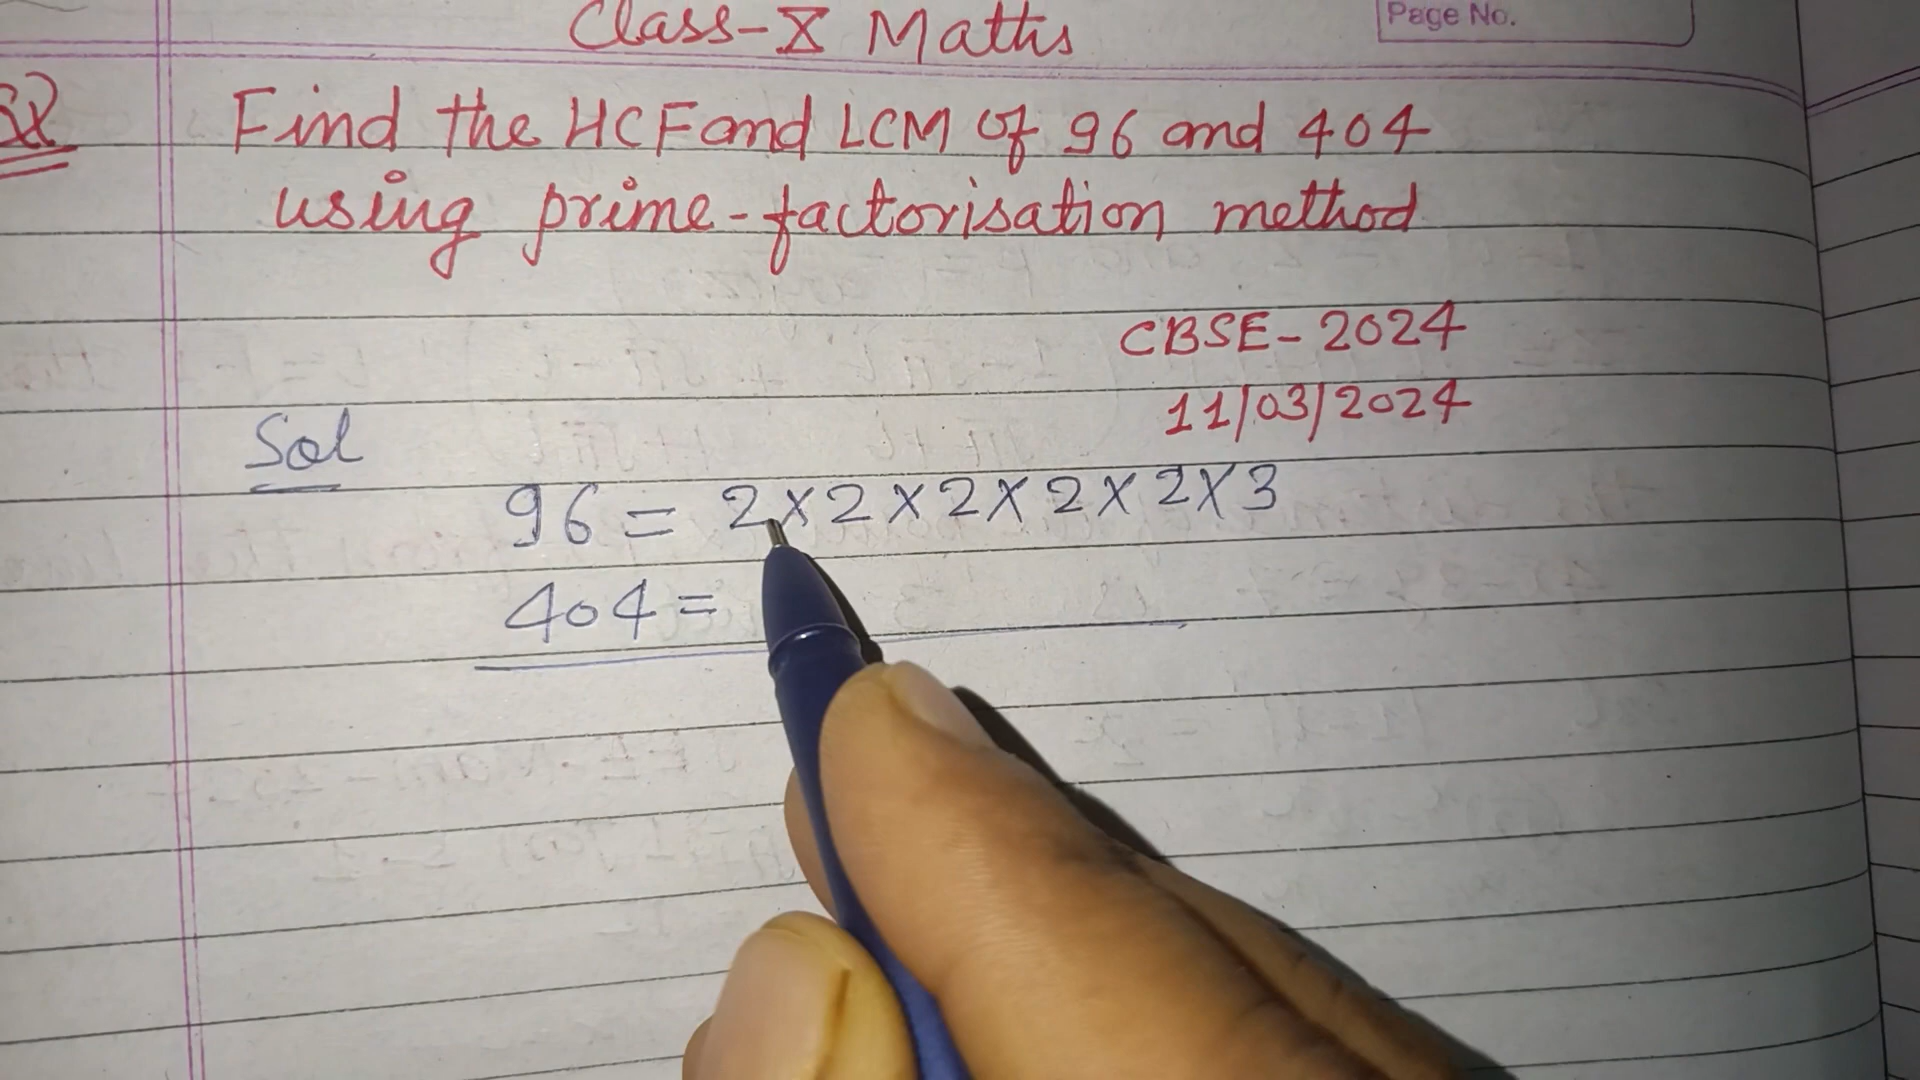 Class-X Maths
Page No.
Find the HCF and LCM of 96 and 404
using prime-factorisation method
CBSE-2024
11/03/2024
Sol
96 = 2×2×2×2×2×3
404 =